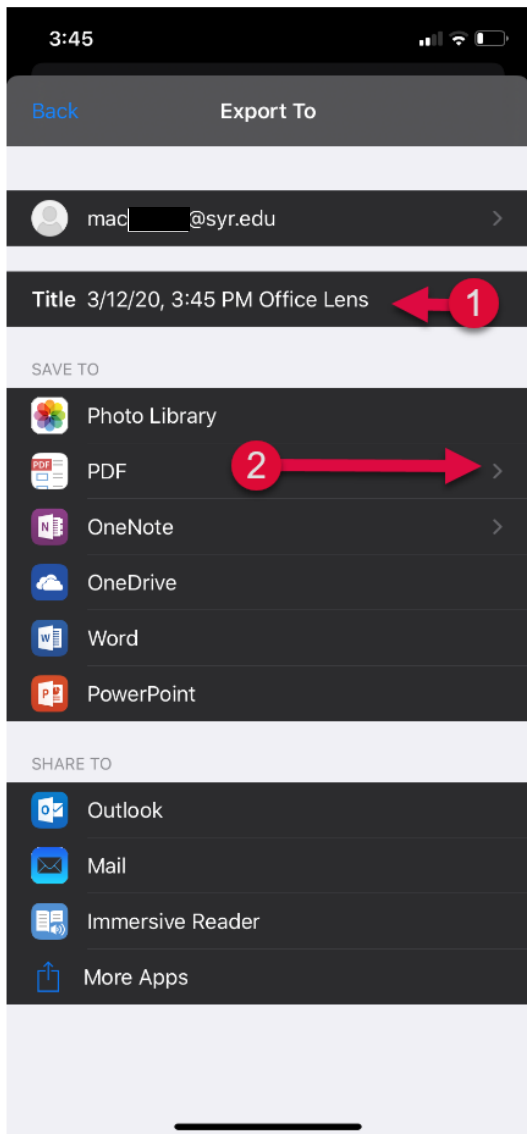 3:45
Back Export To
mac @syr.edu
Title 3/12/20, 3:45 PM Office Lens 1
SAVE TO
Photo Library
PDF PDF 2
N OneNote
OneDrive
W Word
P PowerPoint
SHARE TO
o Outlook
Mail
Immersive Reader
More Apps